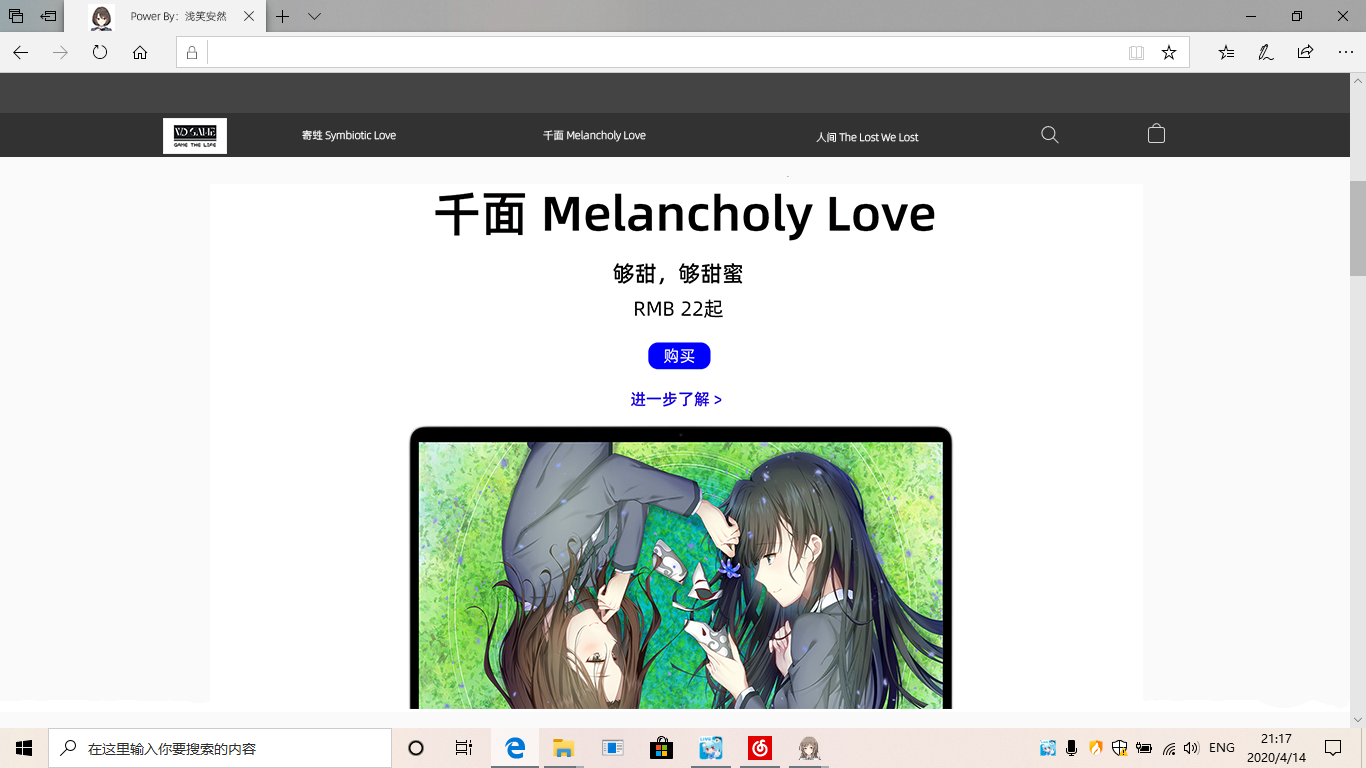 Power By：浅笑安然
VO GAME
GAME THE LIFE
寄甡 Symbiotic Love
千面 Melancholy Love
人间 The Lost We Lost
千面 Melancholy Love
够甜，够甜蜜
RMB 22起
购买
进一步了解 >
在这里输入你要搜索的内容
ENG
21:17
2020/4/14